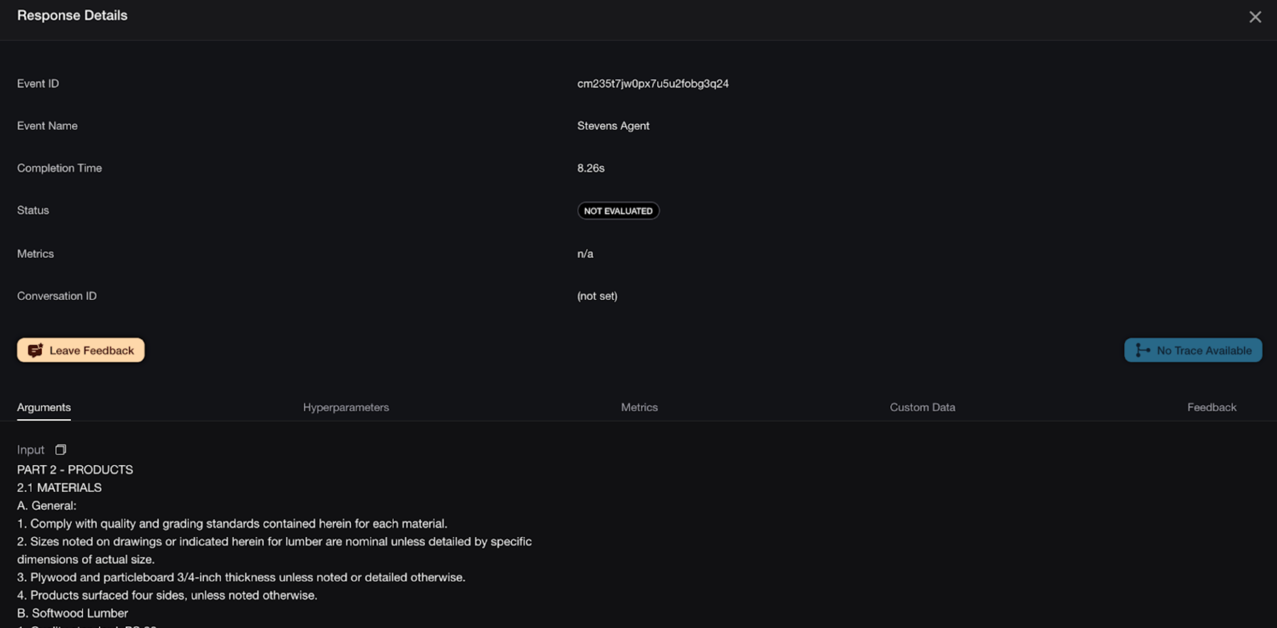 Response Details
Event ID
cm235t7jw0px7u5u2fobg3q24
Event Name
Stevens Agent
Completion Time
8.26s
Status
NOT EVALUATED
Metrics
n/a
Conversation ID
(not set)
Leave Feedback
No Trace Available
Arguments
Hyperparameters
Metrics
Custom Data
Feedback
Input
PART 2 - PRODUCTS
2.1 MATERIALS
A. General:
1. Comply with quality and grading standards contained herein for each material.
2. Sizes noted on drawings or indicated herein for lumber are nominal unless detailed by specific
dimensions of actual size.
3. Plywood and particleboard 3/4-inch thickness unless noted or detailed otherwise.
4. Products surfaced four sides, unless noted otherwise.
B. Softwood Lumber